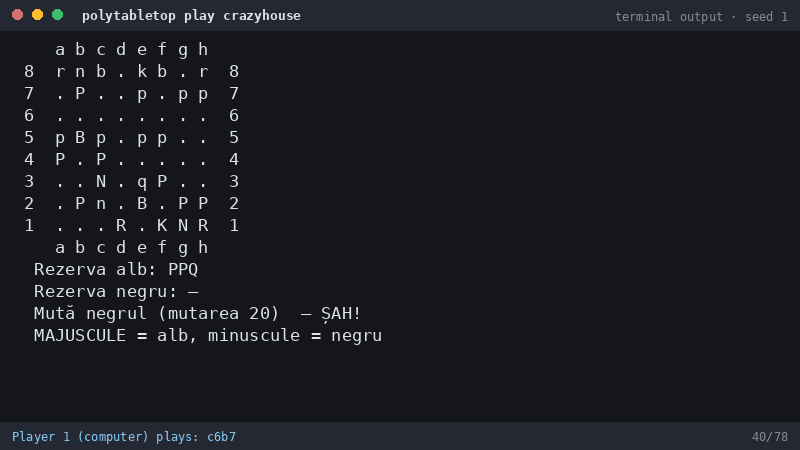 polytabletop play crazyhouse
terminal output · seed 1
a b c d e f g h
8 r n b . k b . r 8
7 . P . . p . p p 7
6 . . . . . . . . 6
5 p B p . p p . . 5
4 P . P . . . . . 4
3 . . N . q P . . 3
2 . P n . B . P P 2
1 . . . R . K N R 1
a b c d e f g h
Rezerva alb: PPQ
Rezerva negru: —
Mută negrul (mutarea 20) — ȘAH!
MAJUSCULE = alb, minuscule = negru
Player 1 (computer) plays: c6b7
40/78